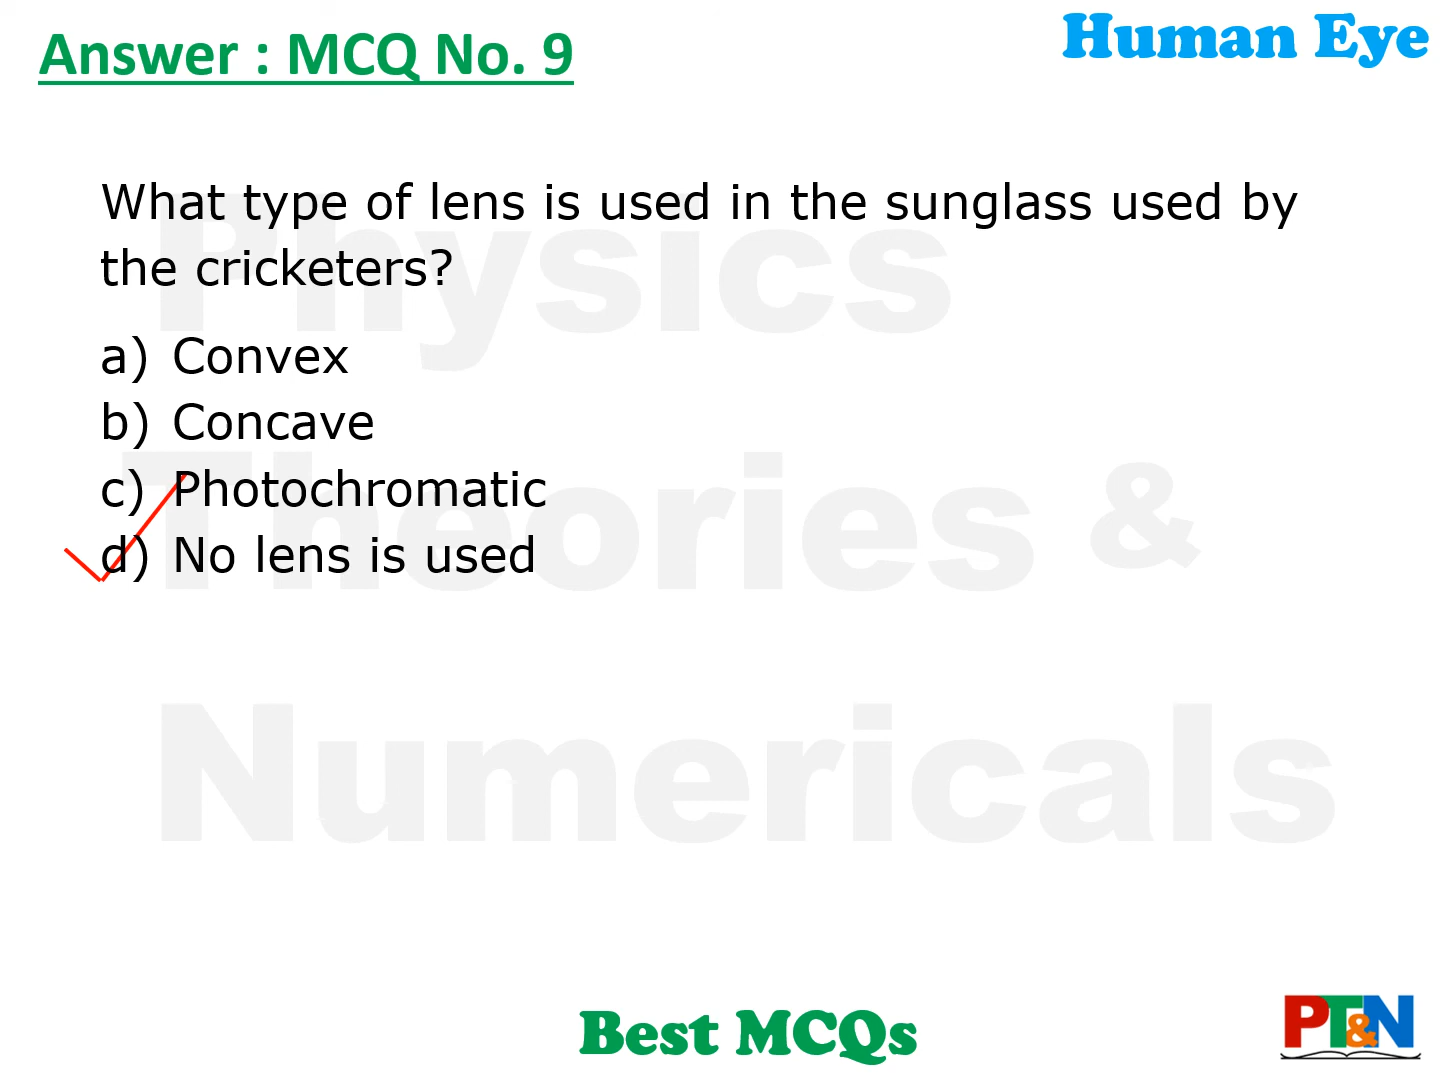 Answer : MCQ No. 9
Human Eye
What type of lens is used in the sunglass used by
the cricketers?
a) Convex
b) Concave
c) Photochromatic
d) No lens is used
Physics
Theories &
Numericals
Best MCQs
PT&N